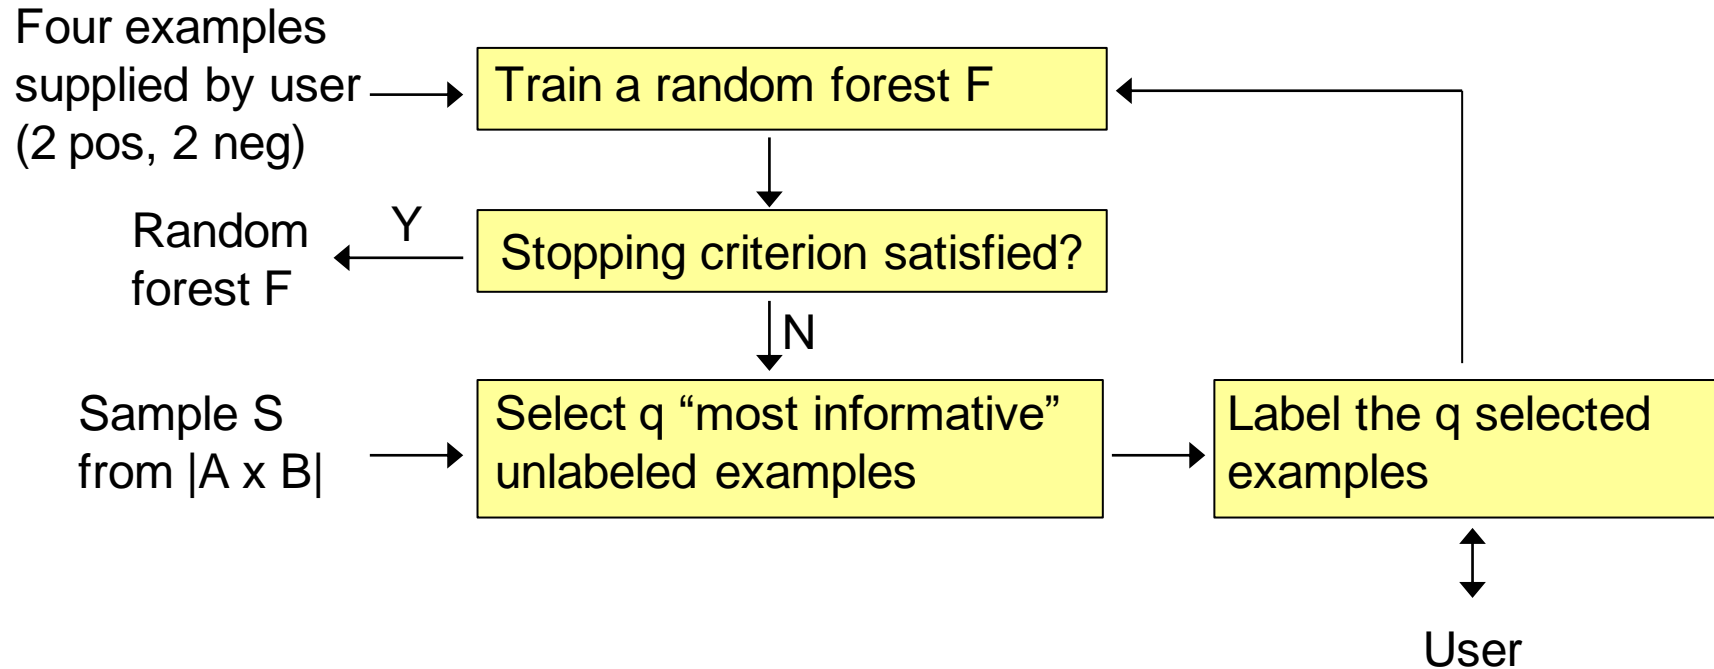 Four examples
supplied by user
(2 pos, 2 neg)
Train a random forest F
Random
forest F
Y
Stopping criterion satisfied?
N
Sample S
from |A x B|
Select q “most informative”
unlabeled examples
Label the q selected
examples
User